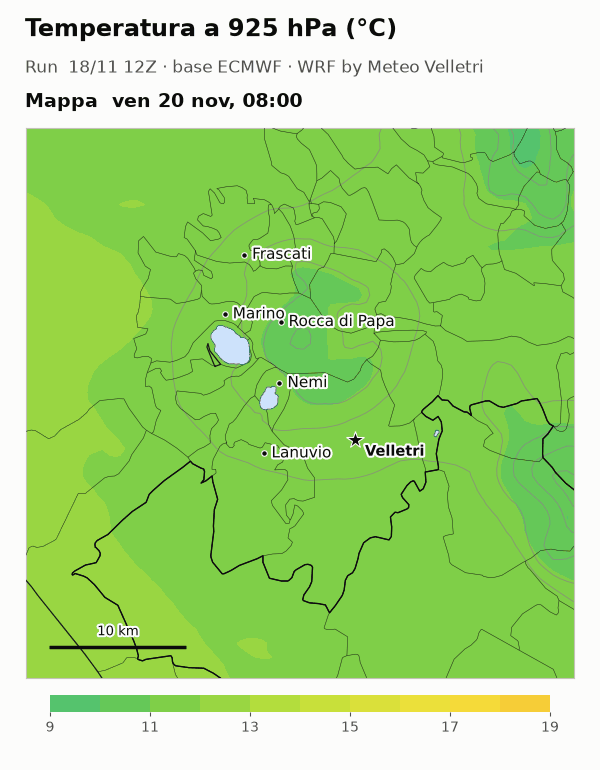 Temperatura a 925 hPa (°C)
Run  18/11 12Z · base ECMWF · WRF by Meteo Velletri
Mappa  ven 20 nov, 08:00
Frascati
Marino
Rocca di Papa
Nemi
Velletri
Lanuvio
10 km
9 11 13 15 17 19